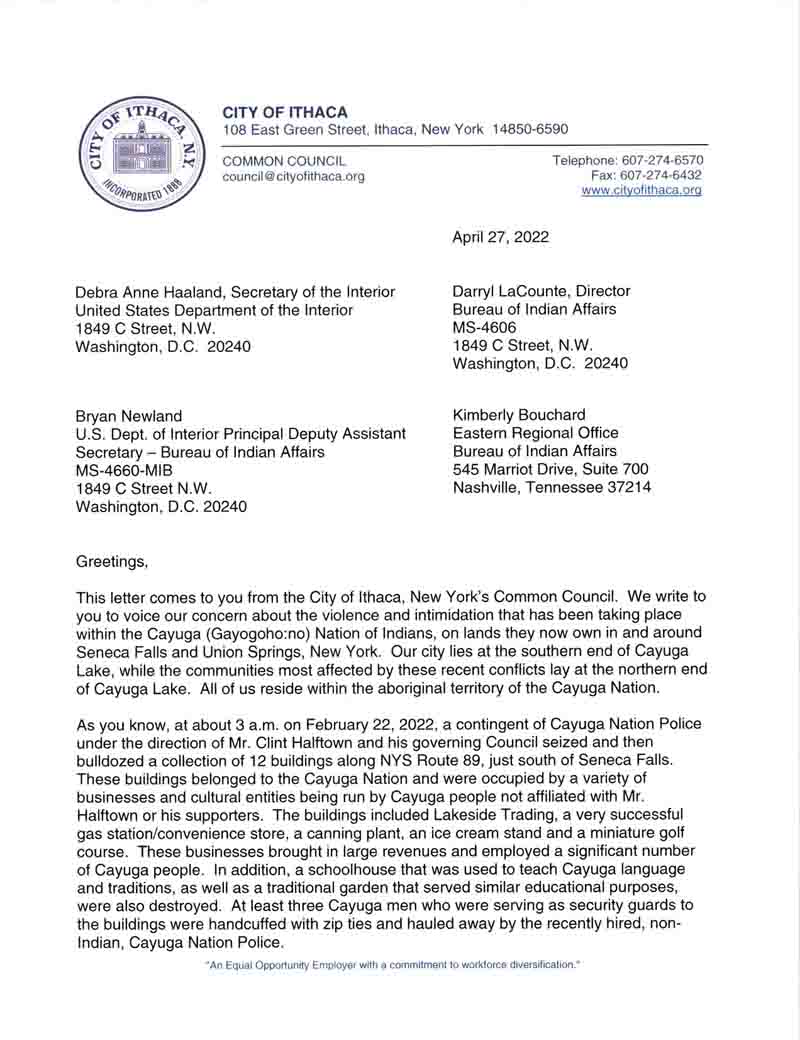 CITY OF ITHACA, N.Y.
INCORPORATED 1888
CITY OF ITHACA
108 East Green Street, Ithaca, New York 14850-6590
COMMON COUNCIL
council@cityofithaca.org
Telephone: 607-274-6570
Fax: 607-274-6432
www.cityofithaca.org
April 27, 2022
Debra Anne Haaland, Secretary of the Interior
United States Department of the Interior
1849 C Street, N.W.
Washington, D.C. 20240
Darryl LaCounte, Director
Bureau of Indian Affairs
MS-4606
1849 C Street, N.W.
Washington, D.C. 20240
Bryan Newland
U.S. Dept. of Interior Principal Deputy Assistant
Secretary – Bureau of Indian Affairs
MS-4660-MIB
1849 C Street N.W.
Washington, D.C. 20240
Kimberly Bouchard
Eastern Regional Office
Bureau of Indian Affairs
545 Marriot Drive, Suite 700
Nashville, Tennessee 37214
Greetings,
This letter comes to you from the City of Ithaca, New York's Common Council. We write to
you to voice our concern about the violence and intimidation that has been taking place
within the Cayuga (Gayogoho:no) Nation of Indians, on lands they now own in and around
Seneca Falls and Union Springs, New York. Our city lies at the southern end of Cayuga
Lake, while the communities most affected by these recent conflicts lay at the northern end
of Cayuga Lake. All of us reside within the aboriginal territory of the Cayuga Nation.
As you know, at about 3 a.m. on February 22, 2022, a contingent of Cayuga Nation Police
under the direction of Mr. Clint Halftown and his governing Council seized and then
bulldozed a collection of 12 buildings along NYS Route 89, just south of Seneca Falls.
These buildings belonged to the Cayuga Nation and were occupied by a variety of
businesses and cultural entities being run by Cayuga people not affiliated with Mr.
Halftown or his supporters. The buildings included Lakeside Trading, a very successful
gas station/convenience store, a canning plant, an ice cream stand and a miniature golf
course. These businesses brought in large revenues and employed a significant number
of Cayuga people. In addition, a schoolhouse that was used to teach Cayuga language
and traditions, as well as a traditional garden that served similar educational purposes,
were also destroyed. At least three Cayuga men who were serving as security guards to
the buildings were handcuffed with zip ties and hauled away by the recently hired, non-
Indian, Cayuga Nation Police.
"An Equal Opportunity Employer with a commitment to workforce diversification."